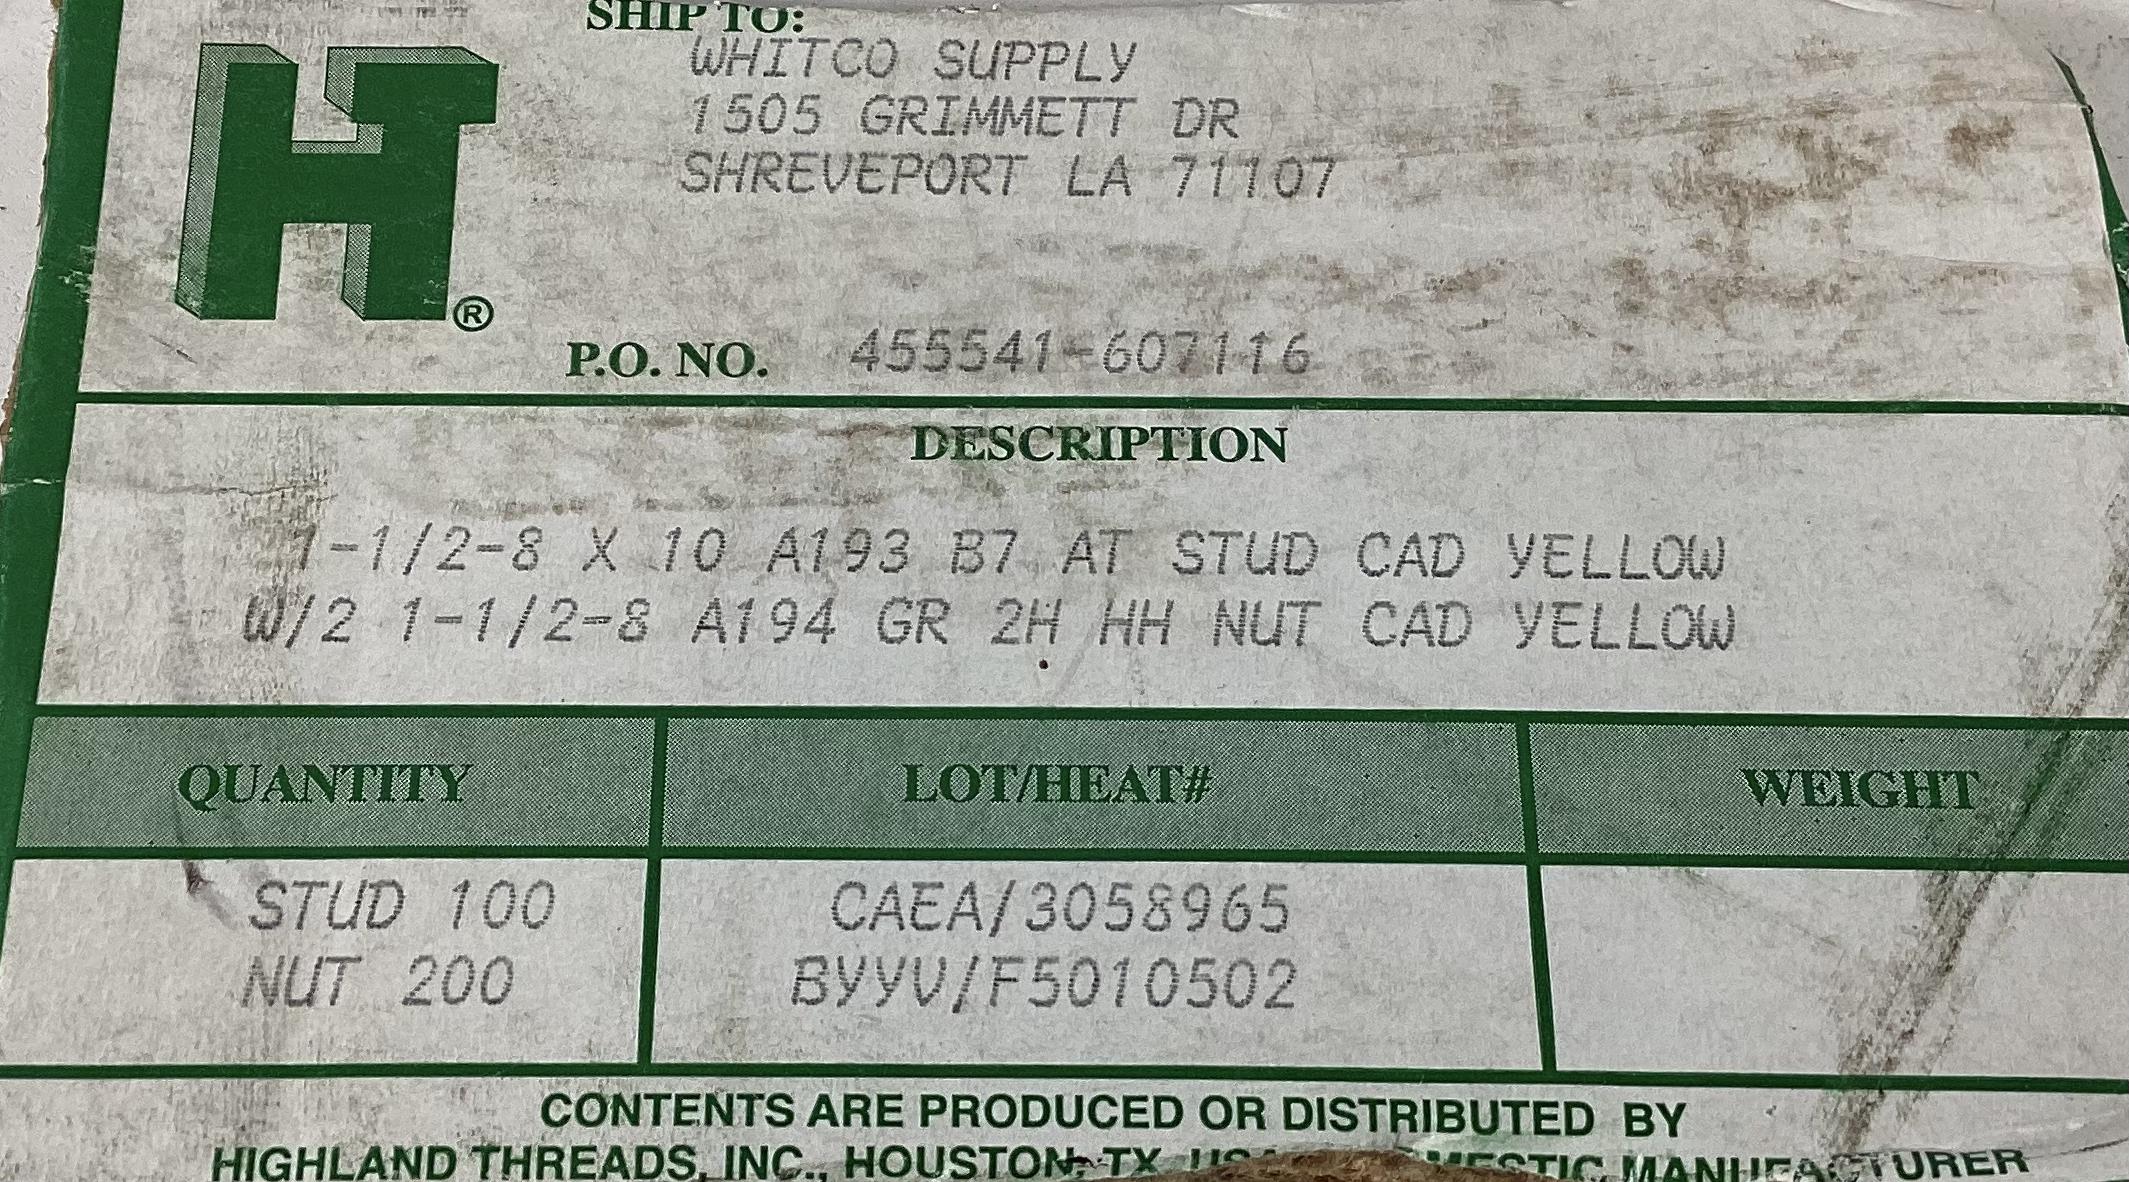 SHIP TO:
WHITCO SUPPLY
1505 GRIMMETT DR
SHREVEPORT LA 71107
HT®
P.O. NO. 455541-607116
DESCRIPTION
1-1/2-8 X 10 A193 B7 AT STUD CAD YELLOW
W/2 1-1/2-8 A194 GR 2H HH NUT CAD YELLOW
QUANTITY LOT/HEAT# WEIGHT
STUD 100 CAEA/3058965
NUT 200 BYYV/F5010502
CONTENTS ARE PRODUCED OR DISTRIBUTED BY
HIGHLAND THREADS, INC., HOUSTON, TX MANUFACTURER